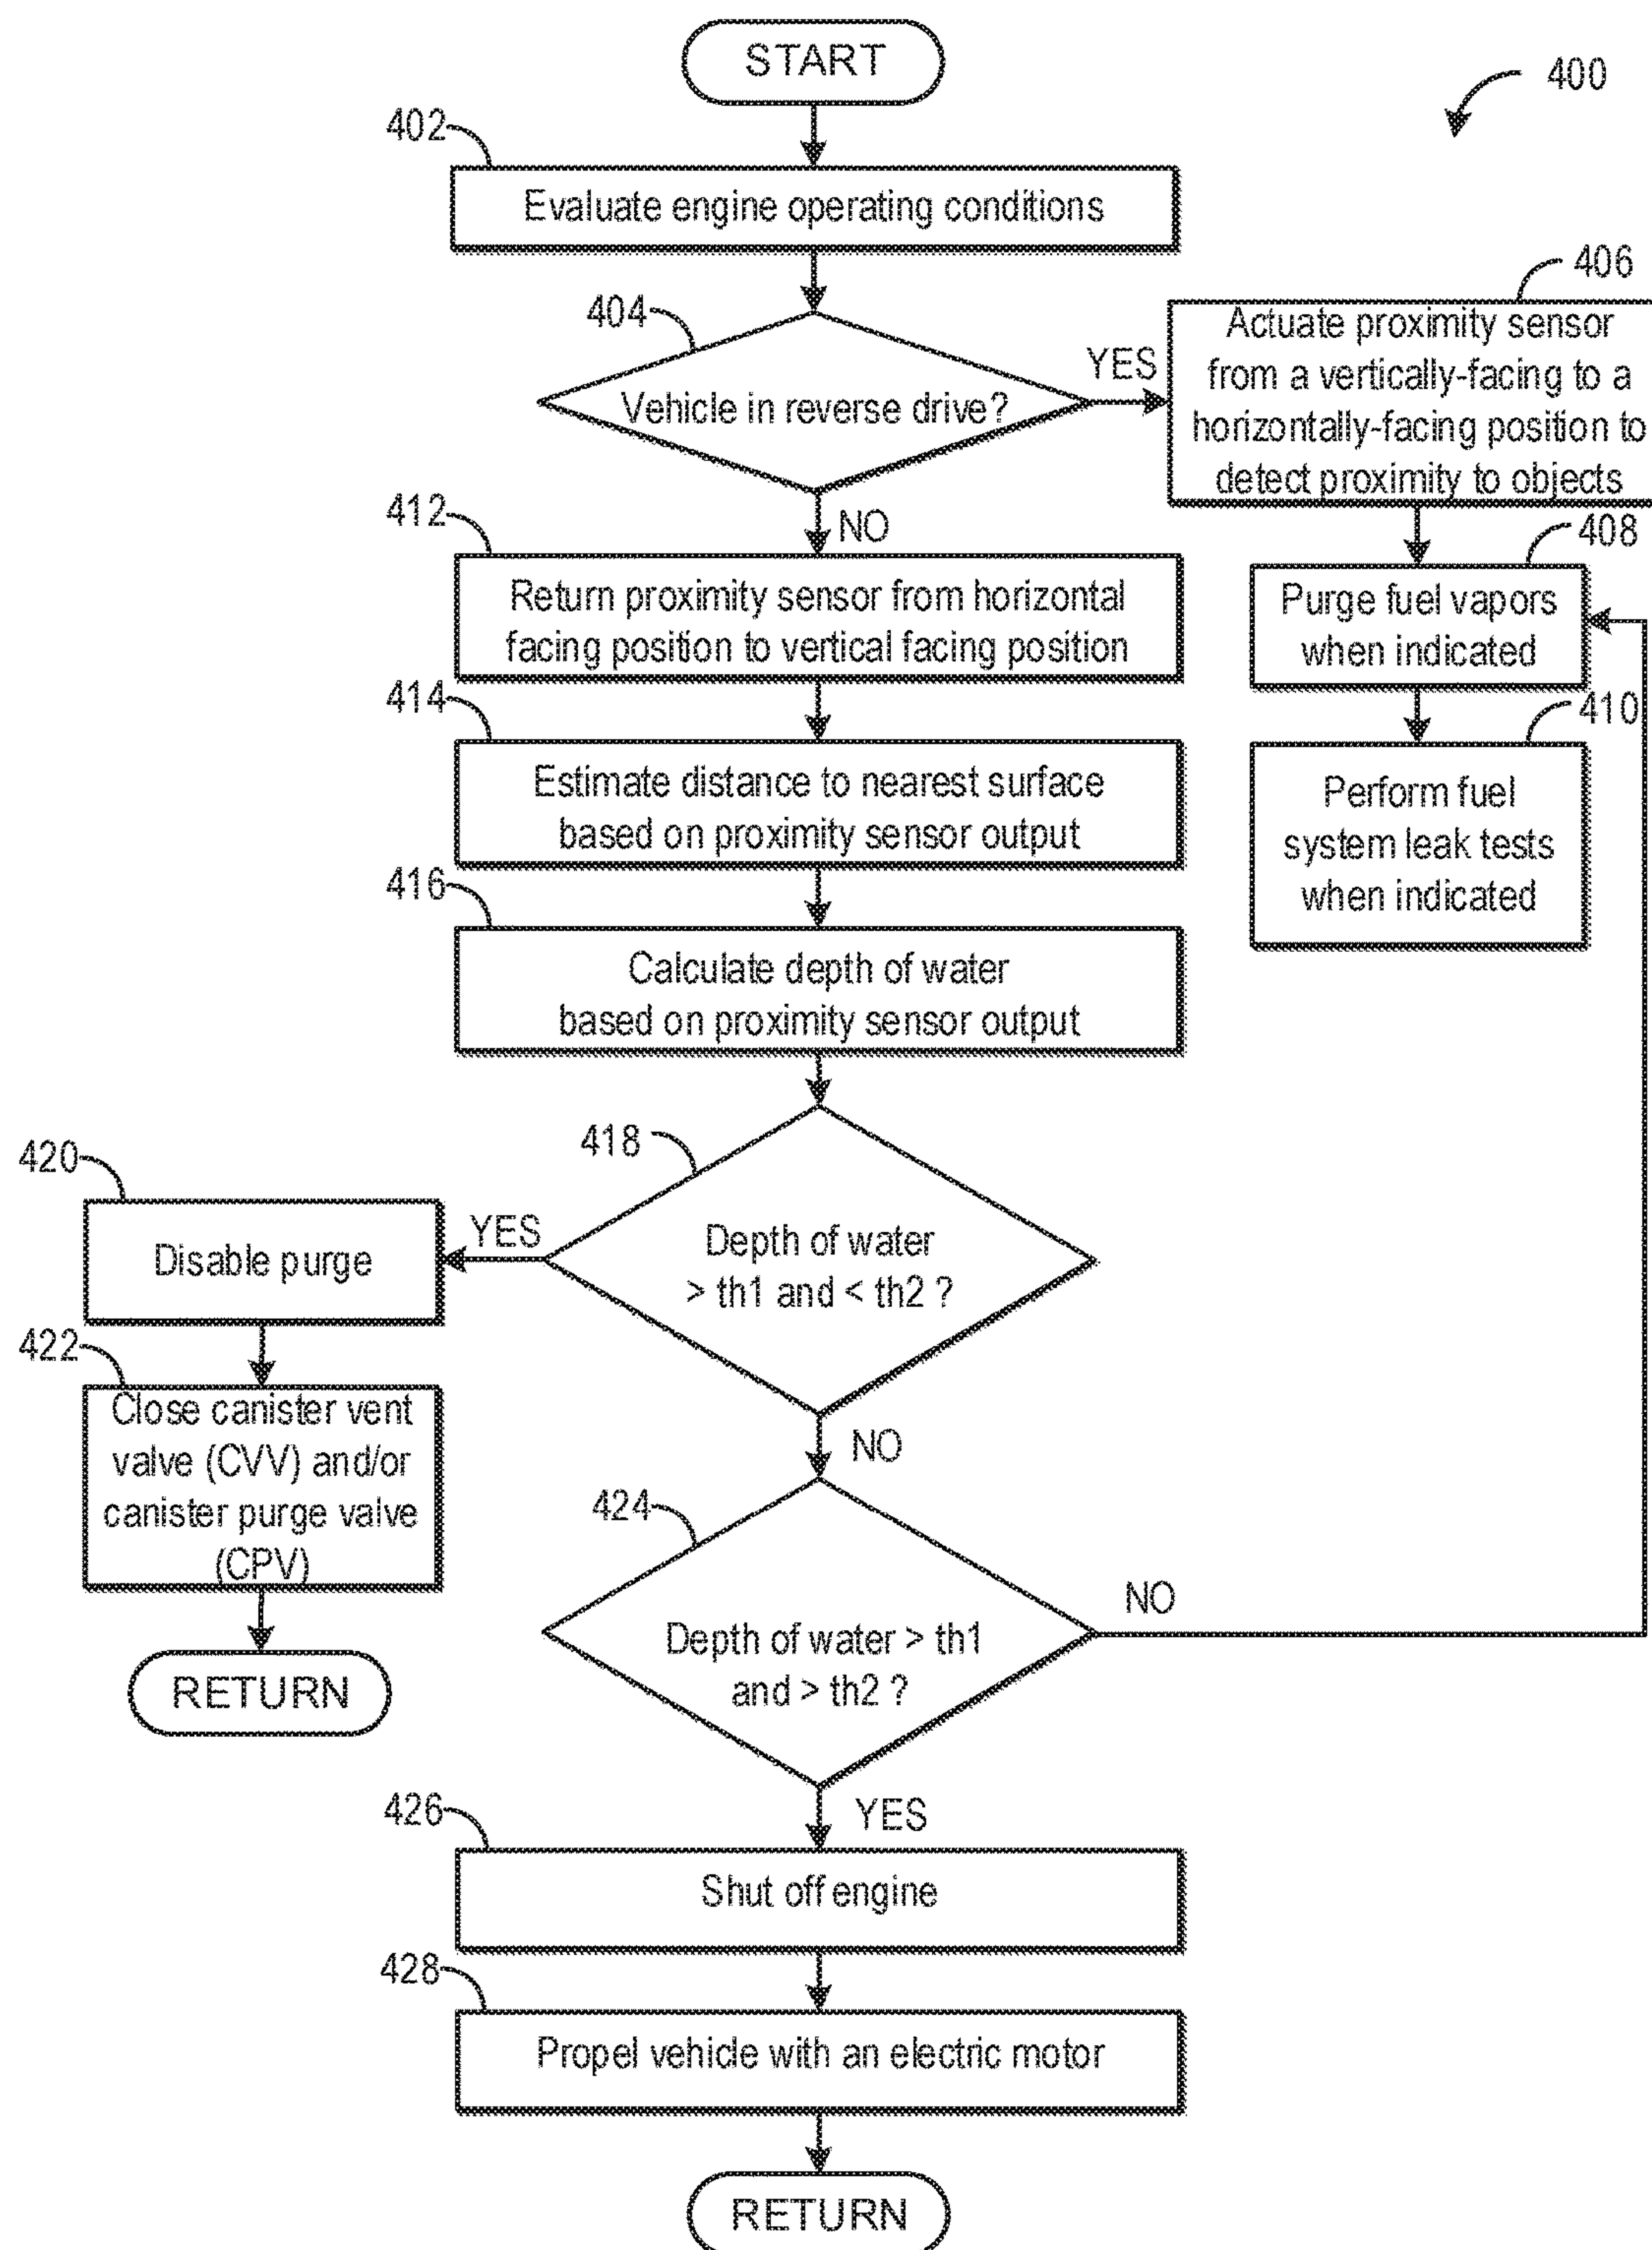 START
400
402
Evaluate engine operating conditions
404
Vehicle in reverse drive?
YES
406
Actuate proximity sensor
from a vertically-facing to a
horizontally-facing position to
detect proximity to objects
NO
408
Purge fuel vapors
when indicated
410
Perform fuel
system leak tests
when indicated
412
Return proximity sensor from horizontal
facing position to vertical facing position
414
Estimate distance to nearest surface
based on proximity sensor output
416
Calculate depth of water
based on proximity sensor output
418
Depth of water
> th1 and < th2 ?
YES
420
Disable purge
422
Close canister vent
valve (CVV) and/or
canister purge valve
(CPV)
RETURN
NO
424
Depth of water > th1
and > th2 ?
NO
YES
426
Shut off engine
428
Propel vehicle with an electric motor
RETURN